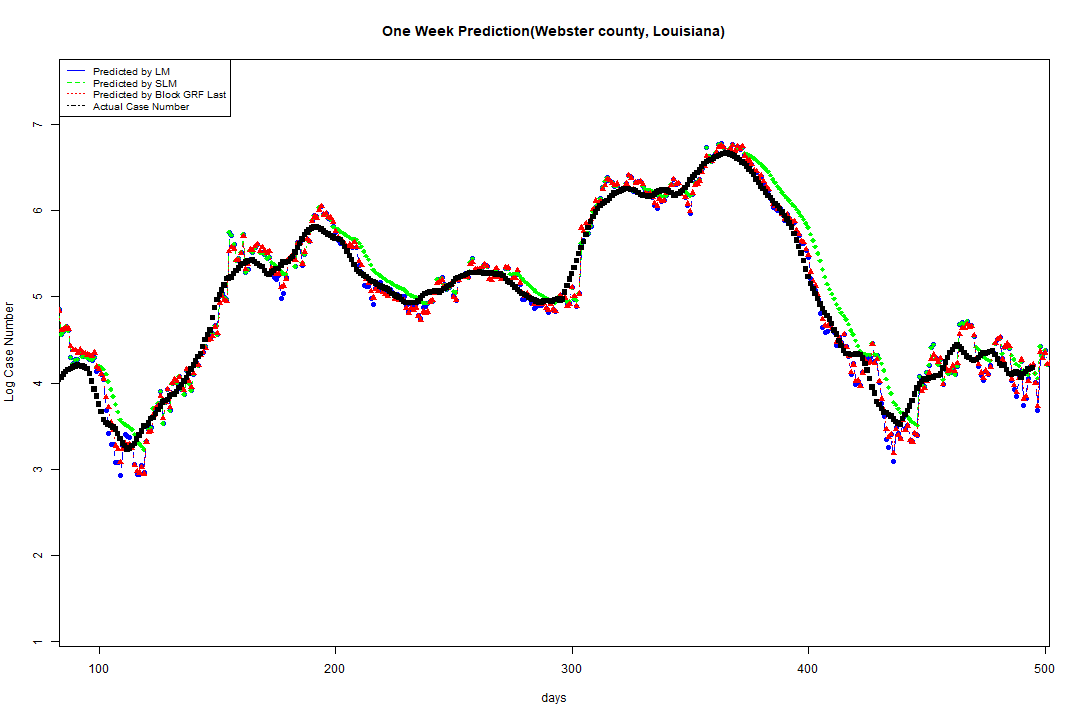 One Week Prediction(Webster county, Louisiana)
Predicted by LM
Predicted by SLM
Predicted by Block GRF Last
Actual Case Number
7
6
5
4
3
2
1
Log Case Number
100 200 300 400 500
days